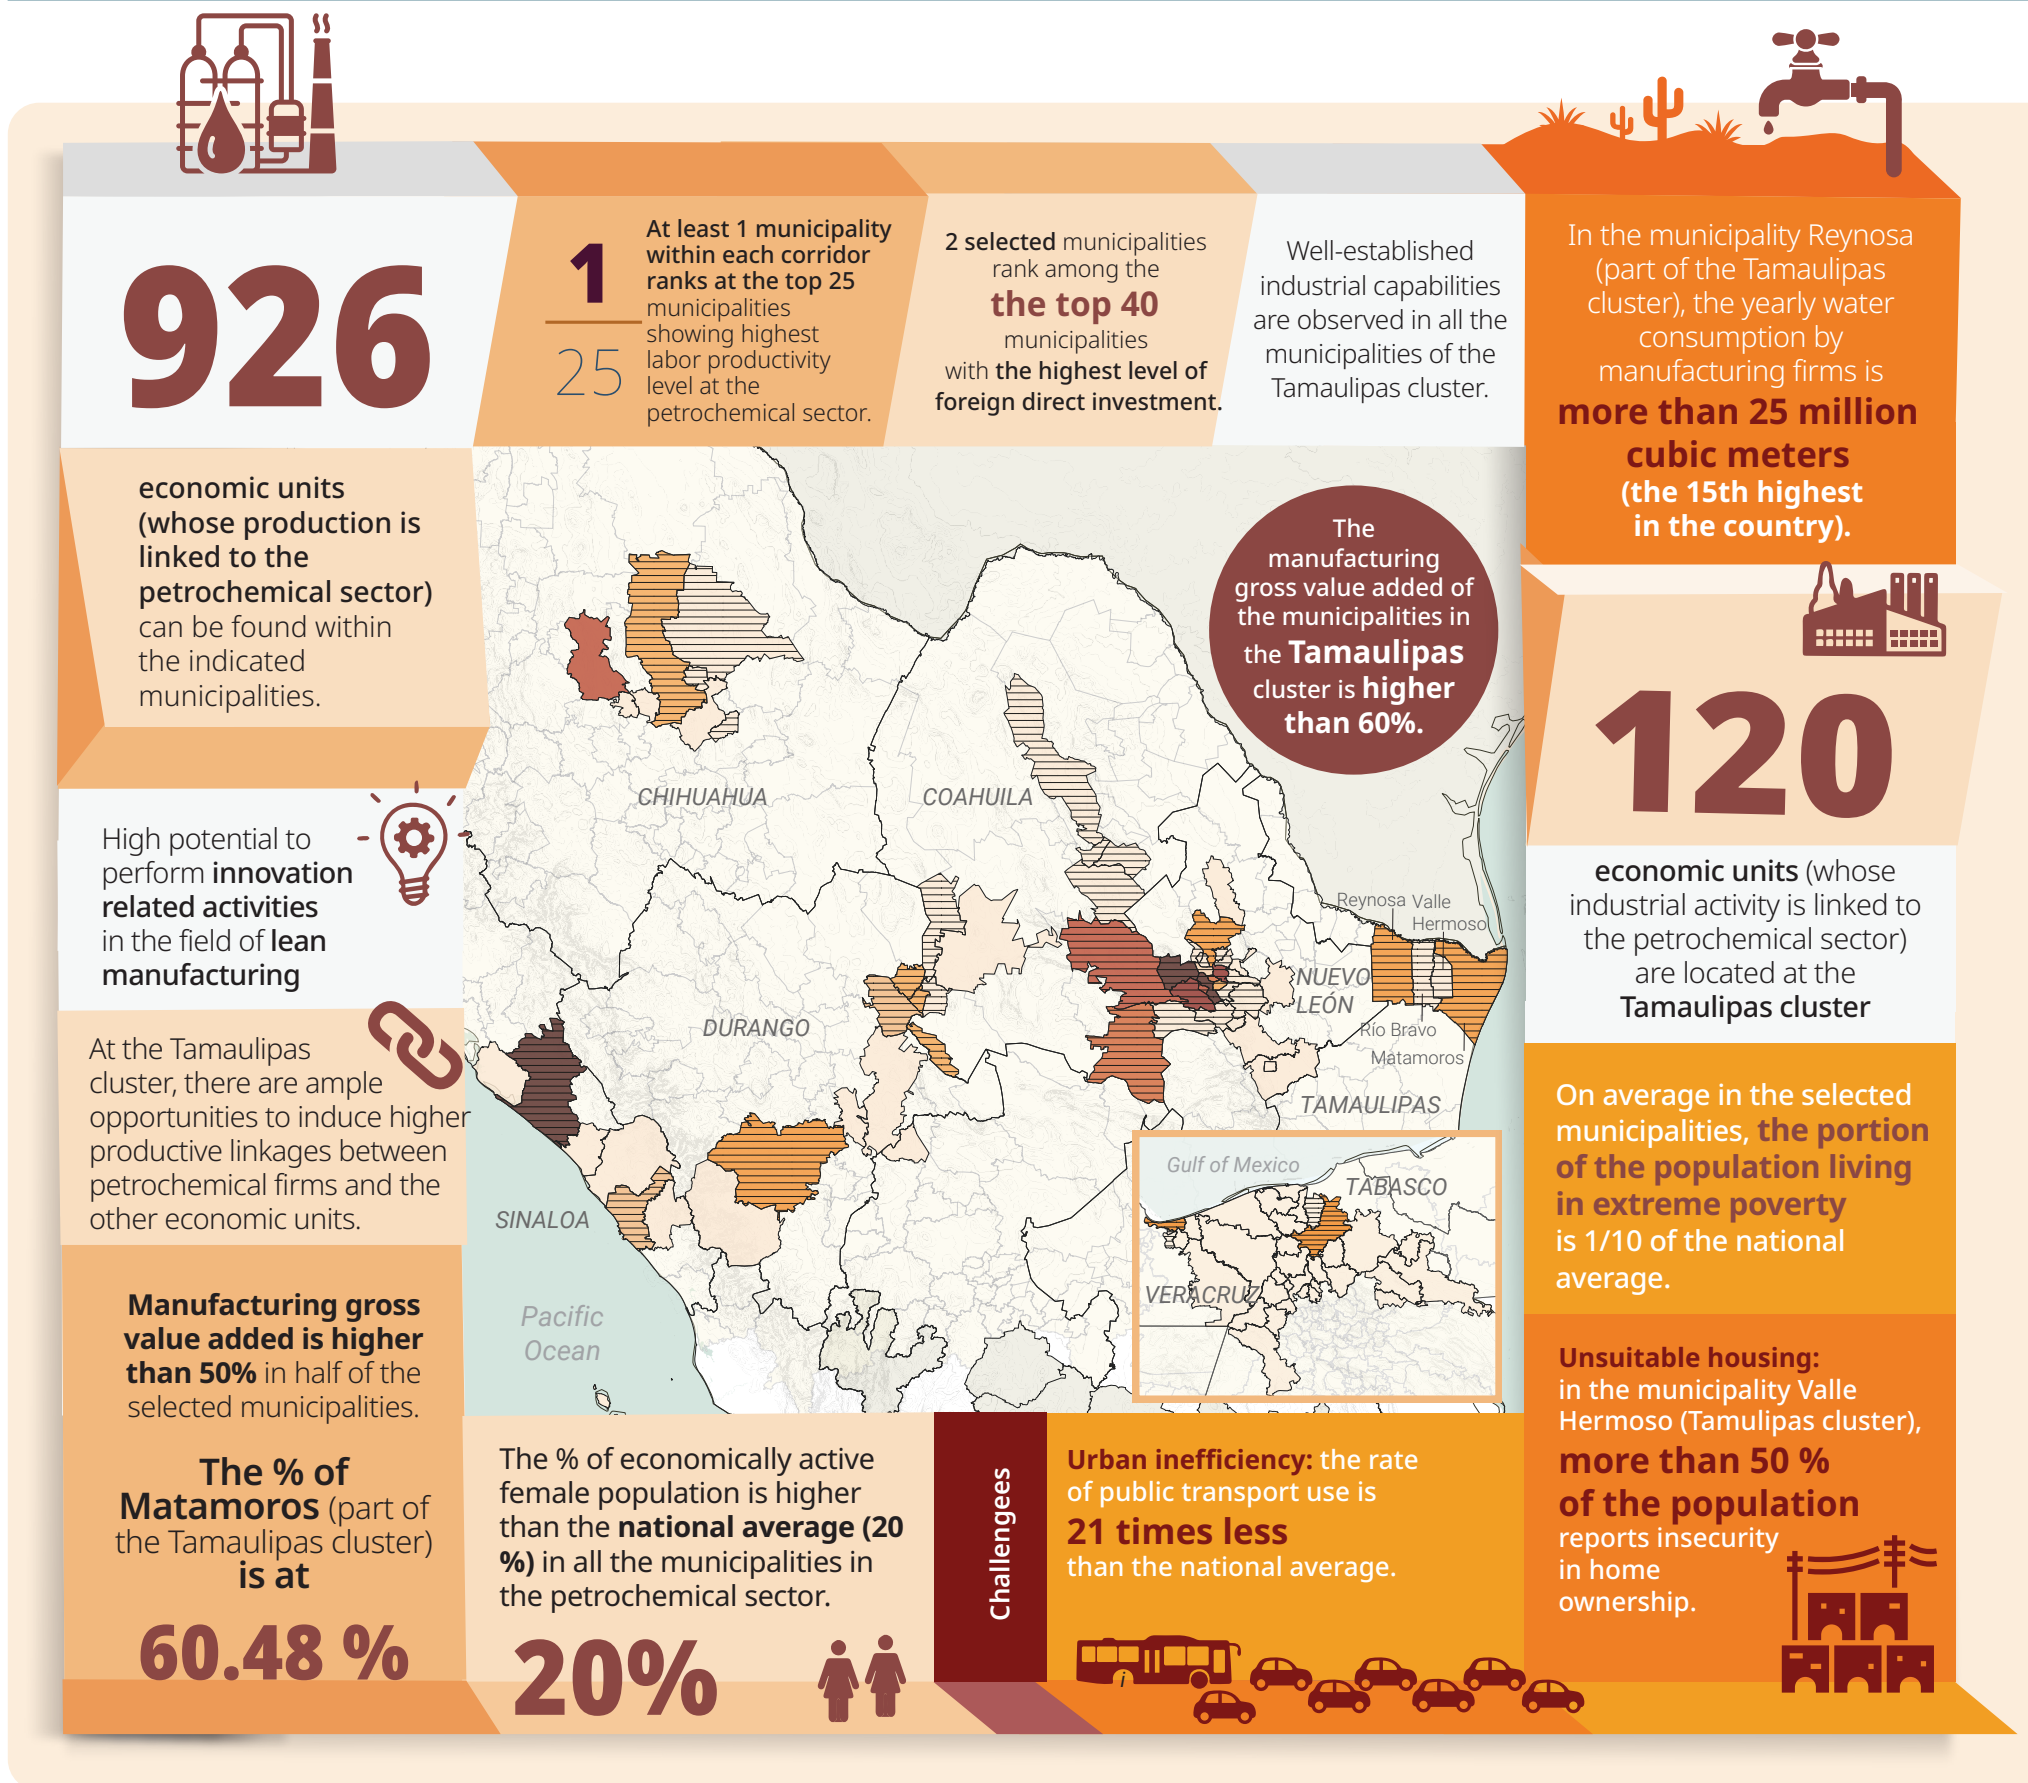 926
economic units
(whose production is
linked to the
petrochemical sector)
can be found within
the indicated
municipalities.
1
25
At least 1 municipality
within each corridor
ranks at the top 25
municipalities
showing highest
labor productivity
level at the
petrochemical sector.
2 selected municipalities
rank among the
the top 40
municipalities
with the highest level of
foreign direct investment.
Well-established
industrial capabilities
are observed in all the
municipalities of the
Tamaulipas cluster.
In the municipality Reynosa
(part of the Tamaulipas
cluster), the yearly water
consumption by
manufacturing firms is
more than 25 million
cubic meters
(the 15th highest
in the country).
The
manufacturing
gross value added of
the municipalities in
the Tamaulipas
cluster is higher
than 60%.
120
economic units (whose
industrial activity is linked to
the petrochemical sector)
are located at the
Tamaulipas cluster
High potential to
perform innovation
related activities
in the field of lean
manufacturing
At the Tamaulipas
cluster, there are ample
opportunities to induce higher
productive linkages between
petrochemical firms and the
other economic units.
Manufacturing gross
value added is higher
than 50% in half of the
selected municipalities.
The % of
Matamoros (part of
the Tamaulipas cluster)
is at
60.48 %
CHIHUAHUA
COAHUILA
DURANGO
SINALOA
NUEVO
LEÓN
TAMAULIPAS
Reynosa Valle
Hermoso
Río Bravo
Matamoros
Pacific
Ocean
Gulf of Mexico
TABASCO
VERACRUZ
On average in the selected
municipalities, the portion
of the population living
in extreme poverty
is 1/10 of the national
average.
The % of economically active
female population is higher
than the national average (20
%) in all the municipalities in
the petrochemical sector.
20%
Challengees
Urban inefficiency: the rate
of public transport use is
21 times less
than the national average.
i
Unsuitable housing:
in the municipality Valle
Hermoso (Tamulipas cluster),
more than 50 %
of the population
reports insecurity
in home
ownership.